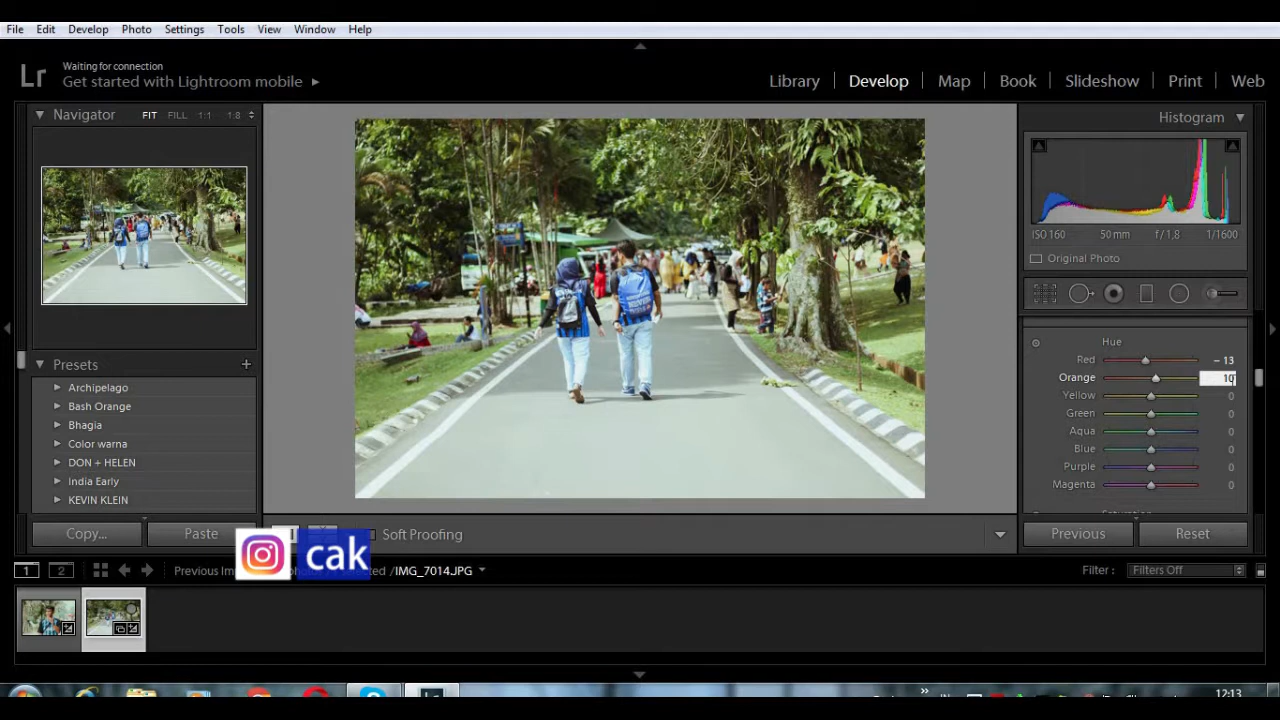 File Edit Develop Photo Settings Tools View Window Help
Lr
Waiting for connection
Get started with Lightroom mobile
Library Develop Map Book Slideshow Print Web
Navigator FIT FILL 1:1 1:8
Histogram
ISO 160 50 mm f / 1,8 1/1600
Original Photo
Presets +
Archipelago
Bash Orange
Bhagia
Color warna
DON + HELEN
India Early
KEVIN KLEIN
Hue
Red – 13
Orange 10
Yellow 0
Green 0
Aqua 0
Blue 0
Purple 0
Magenta 0
Copy... Paste
Soft Proofing
Previous Reset
cak
1 2
/IMG_7014.JPG
Filter : Filters Off
12:13